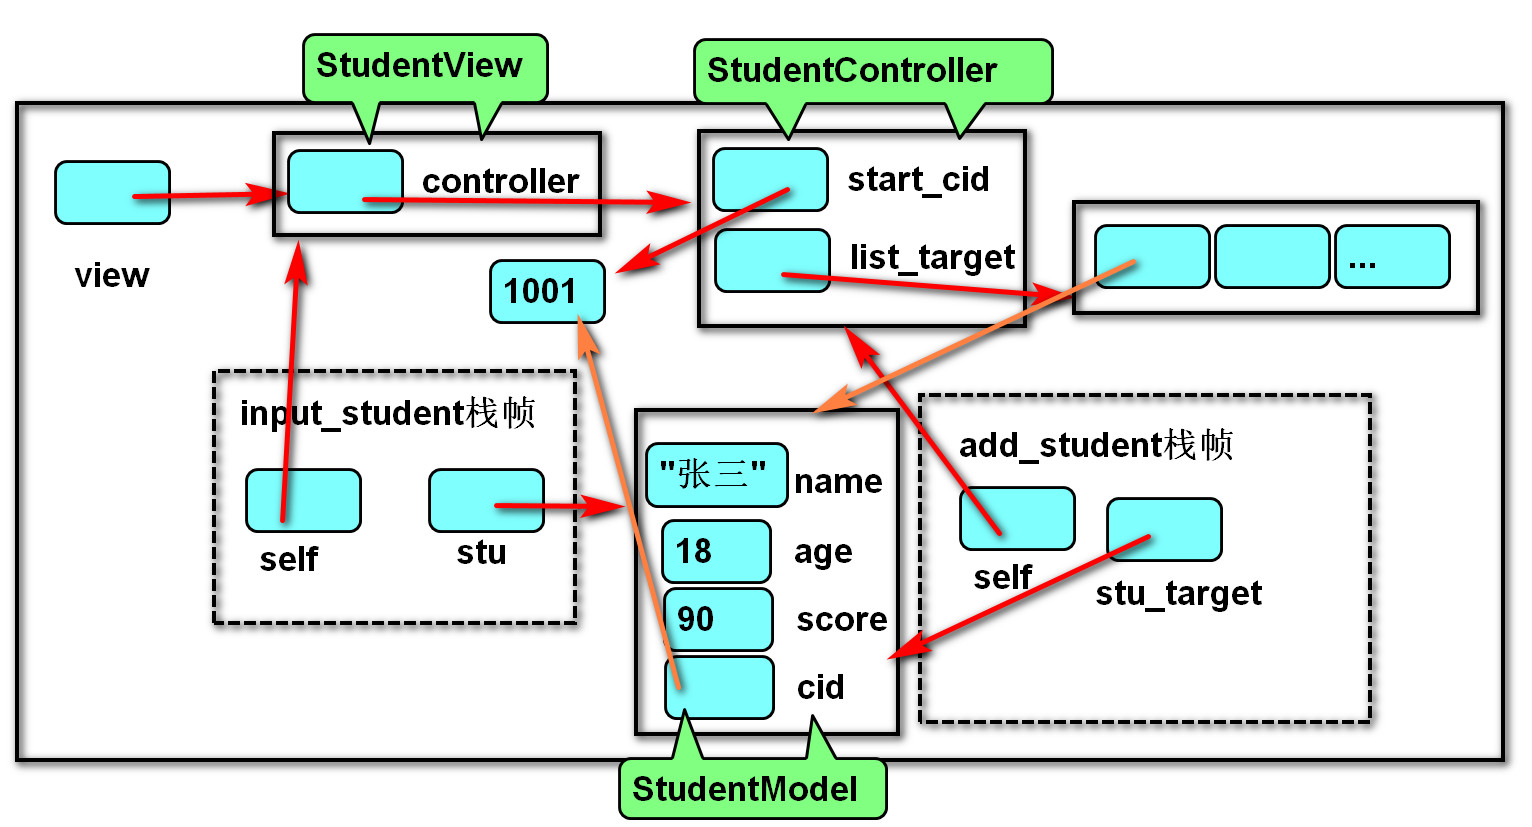 StudentView
StudentController
controller
start_cid
view
list_target
...
1001
input_student栈帧
add_student栈帧
"张三"
name
self
stu
18
age
self
stu_target
90
score
cid
StudentModel